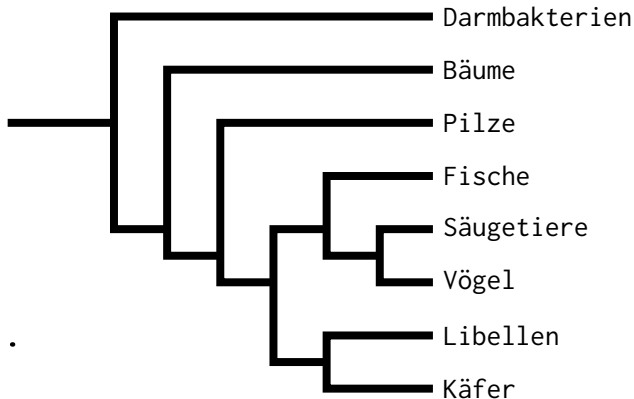 Darmbakterien
Bäume
Pilze
Fische
Säugetiere
Vögel
Libellen
.
Käfer